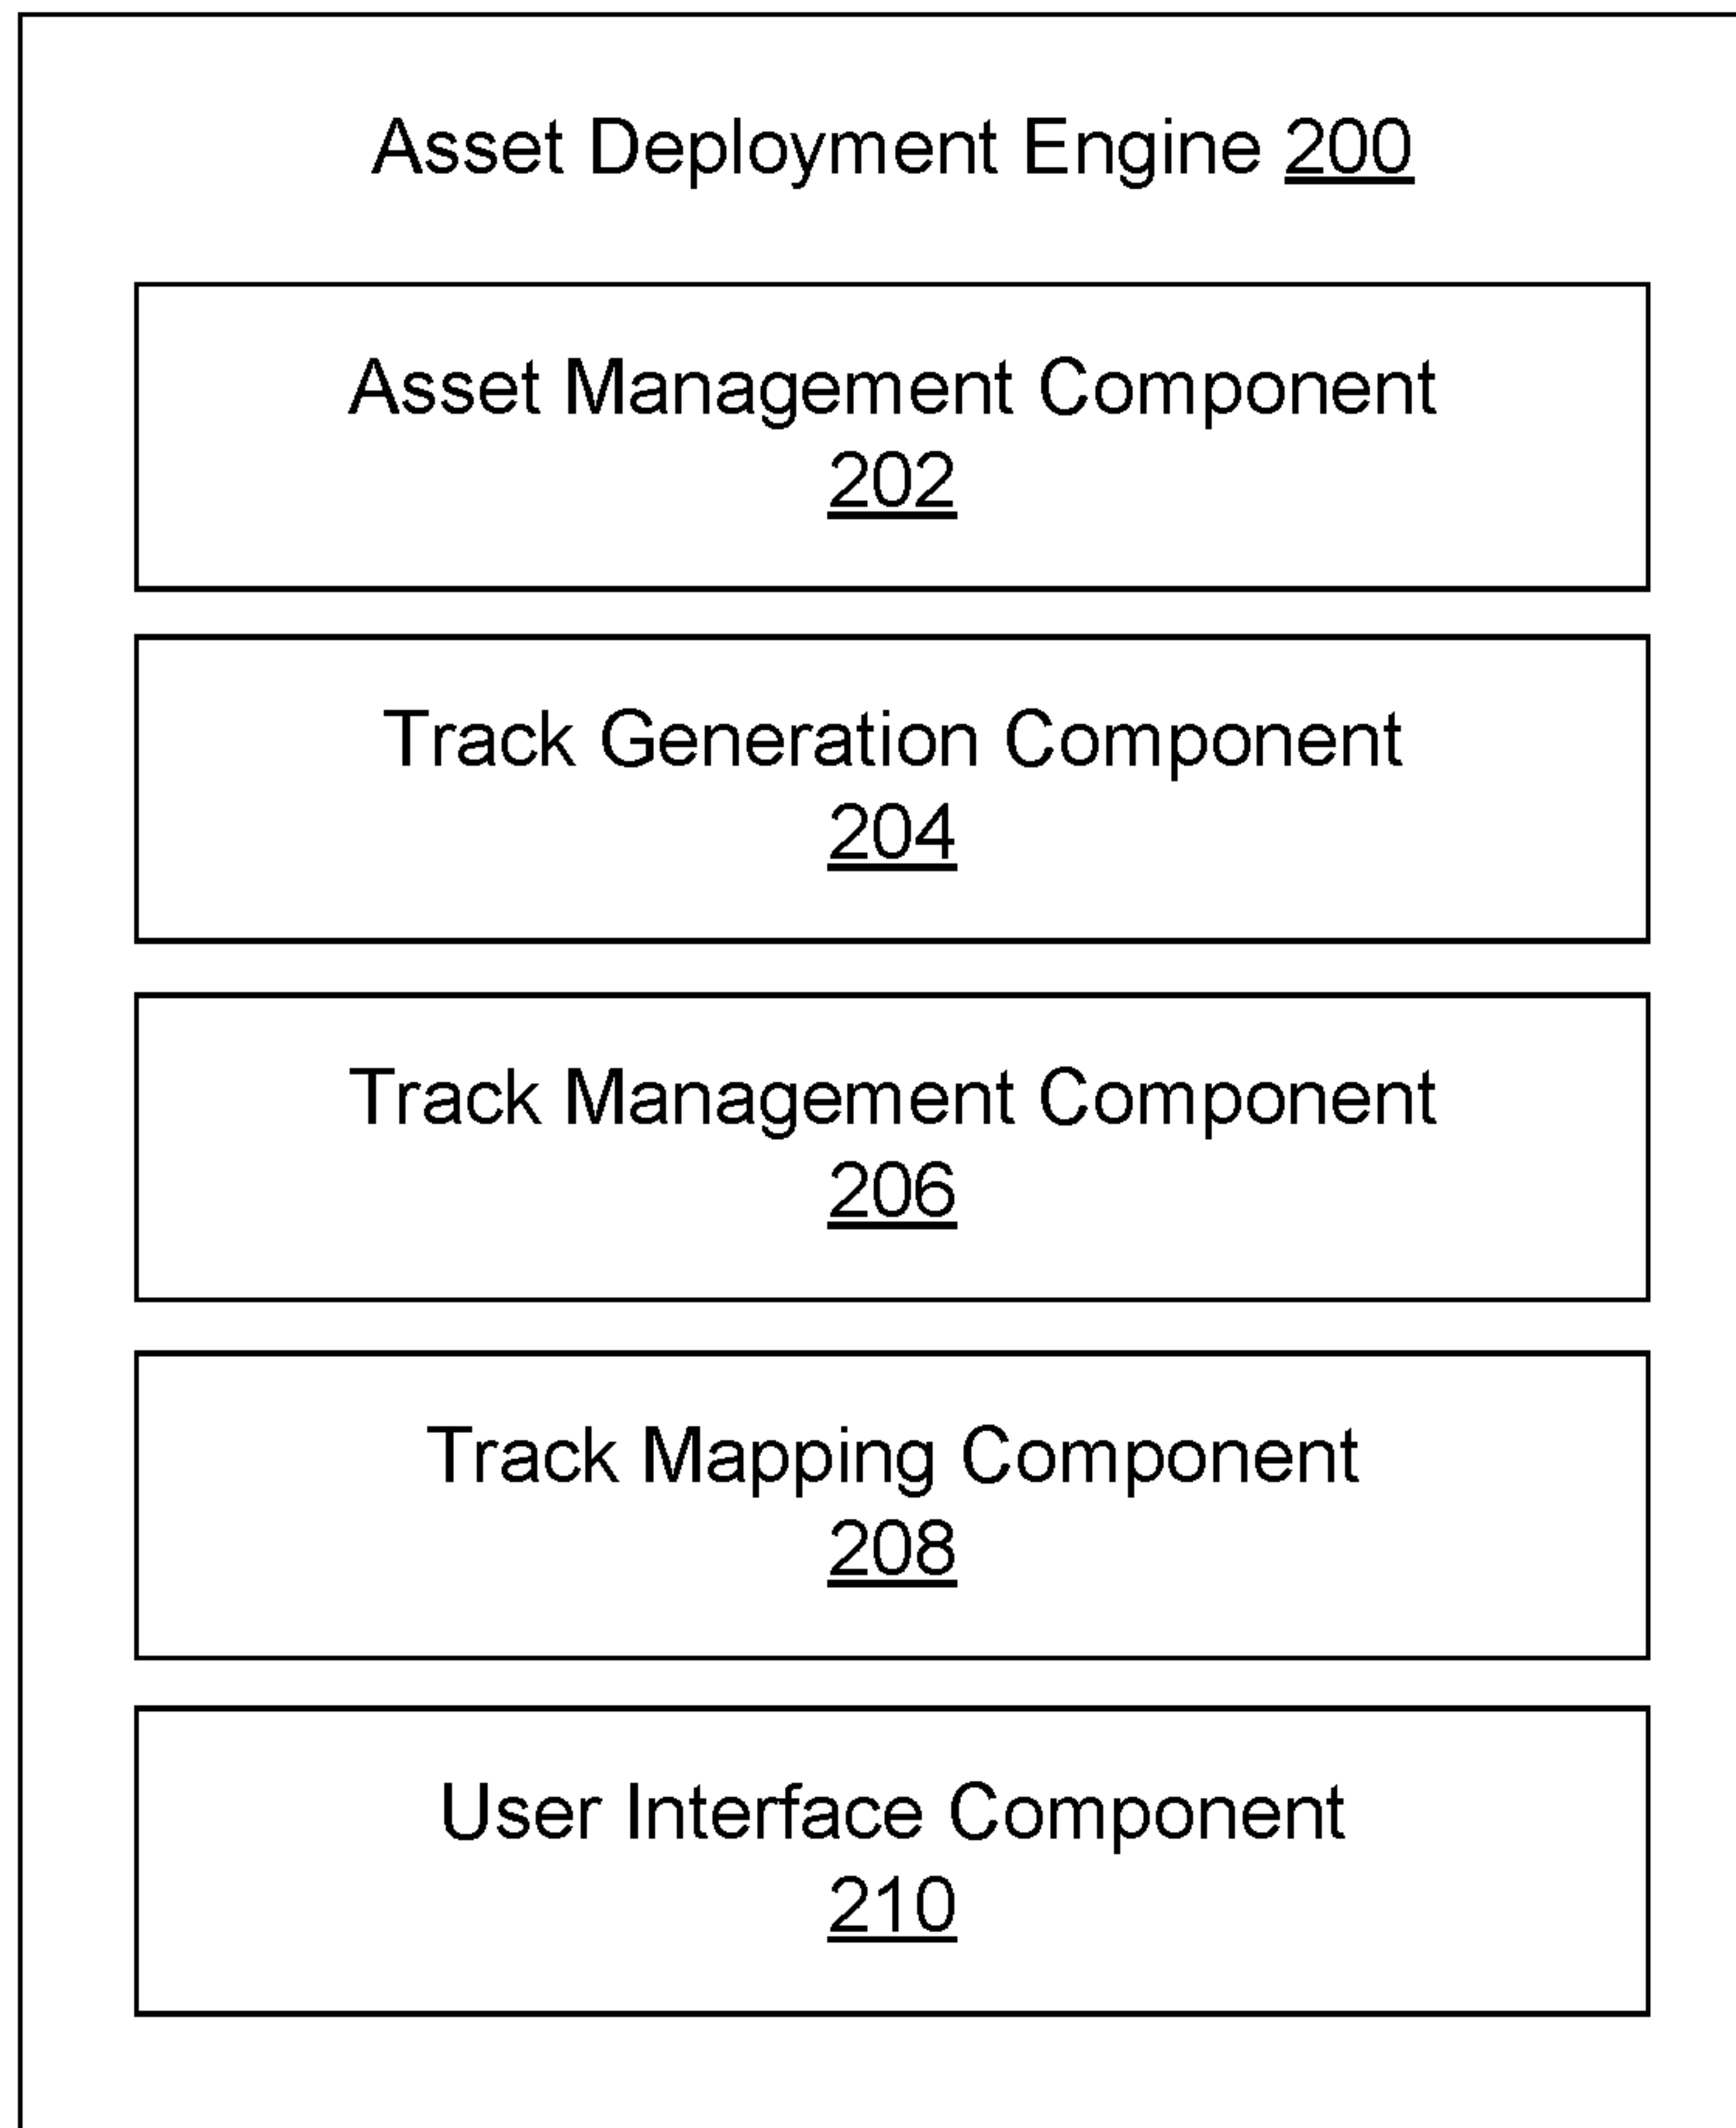 Asset Deployment Engine 200
Asset Management Component
202
Track Generation Component
204
Track Management Component
206
Track Mapping Component
208
User Interface Component
210